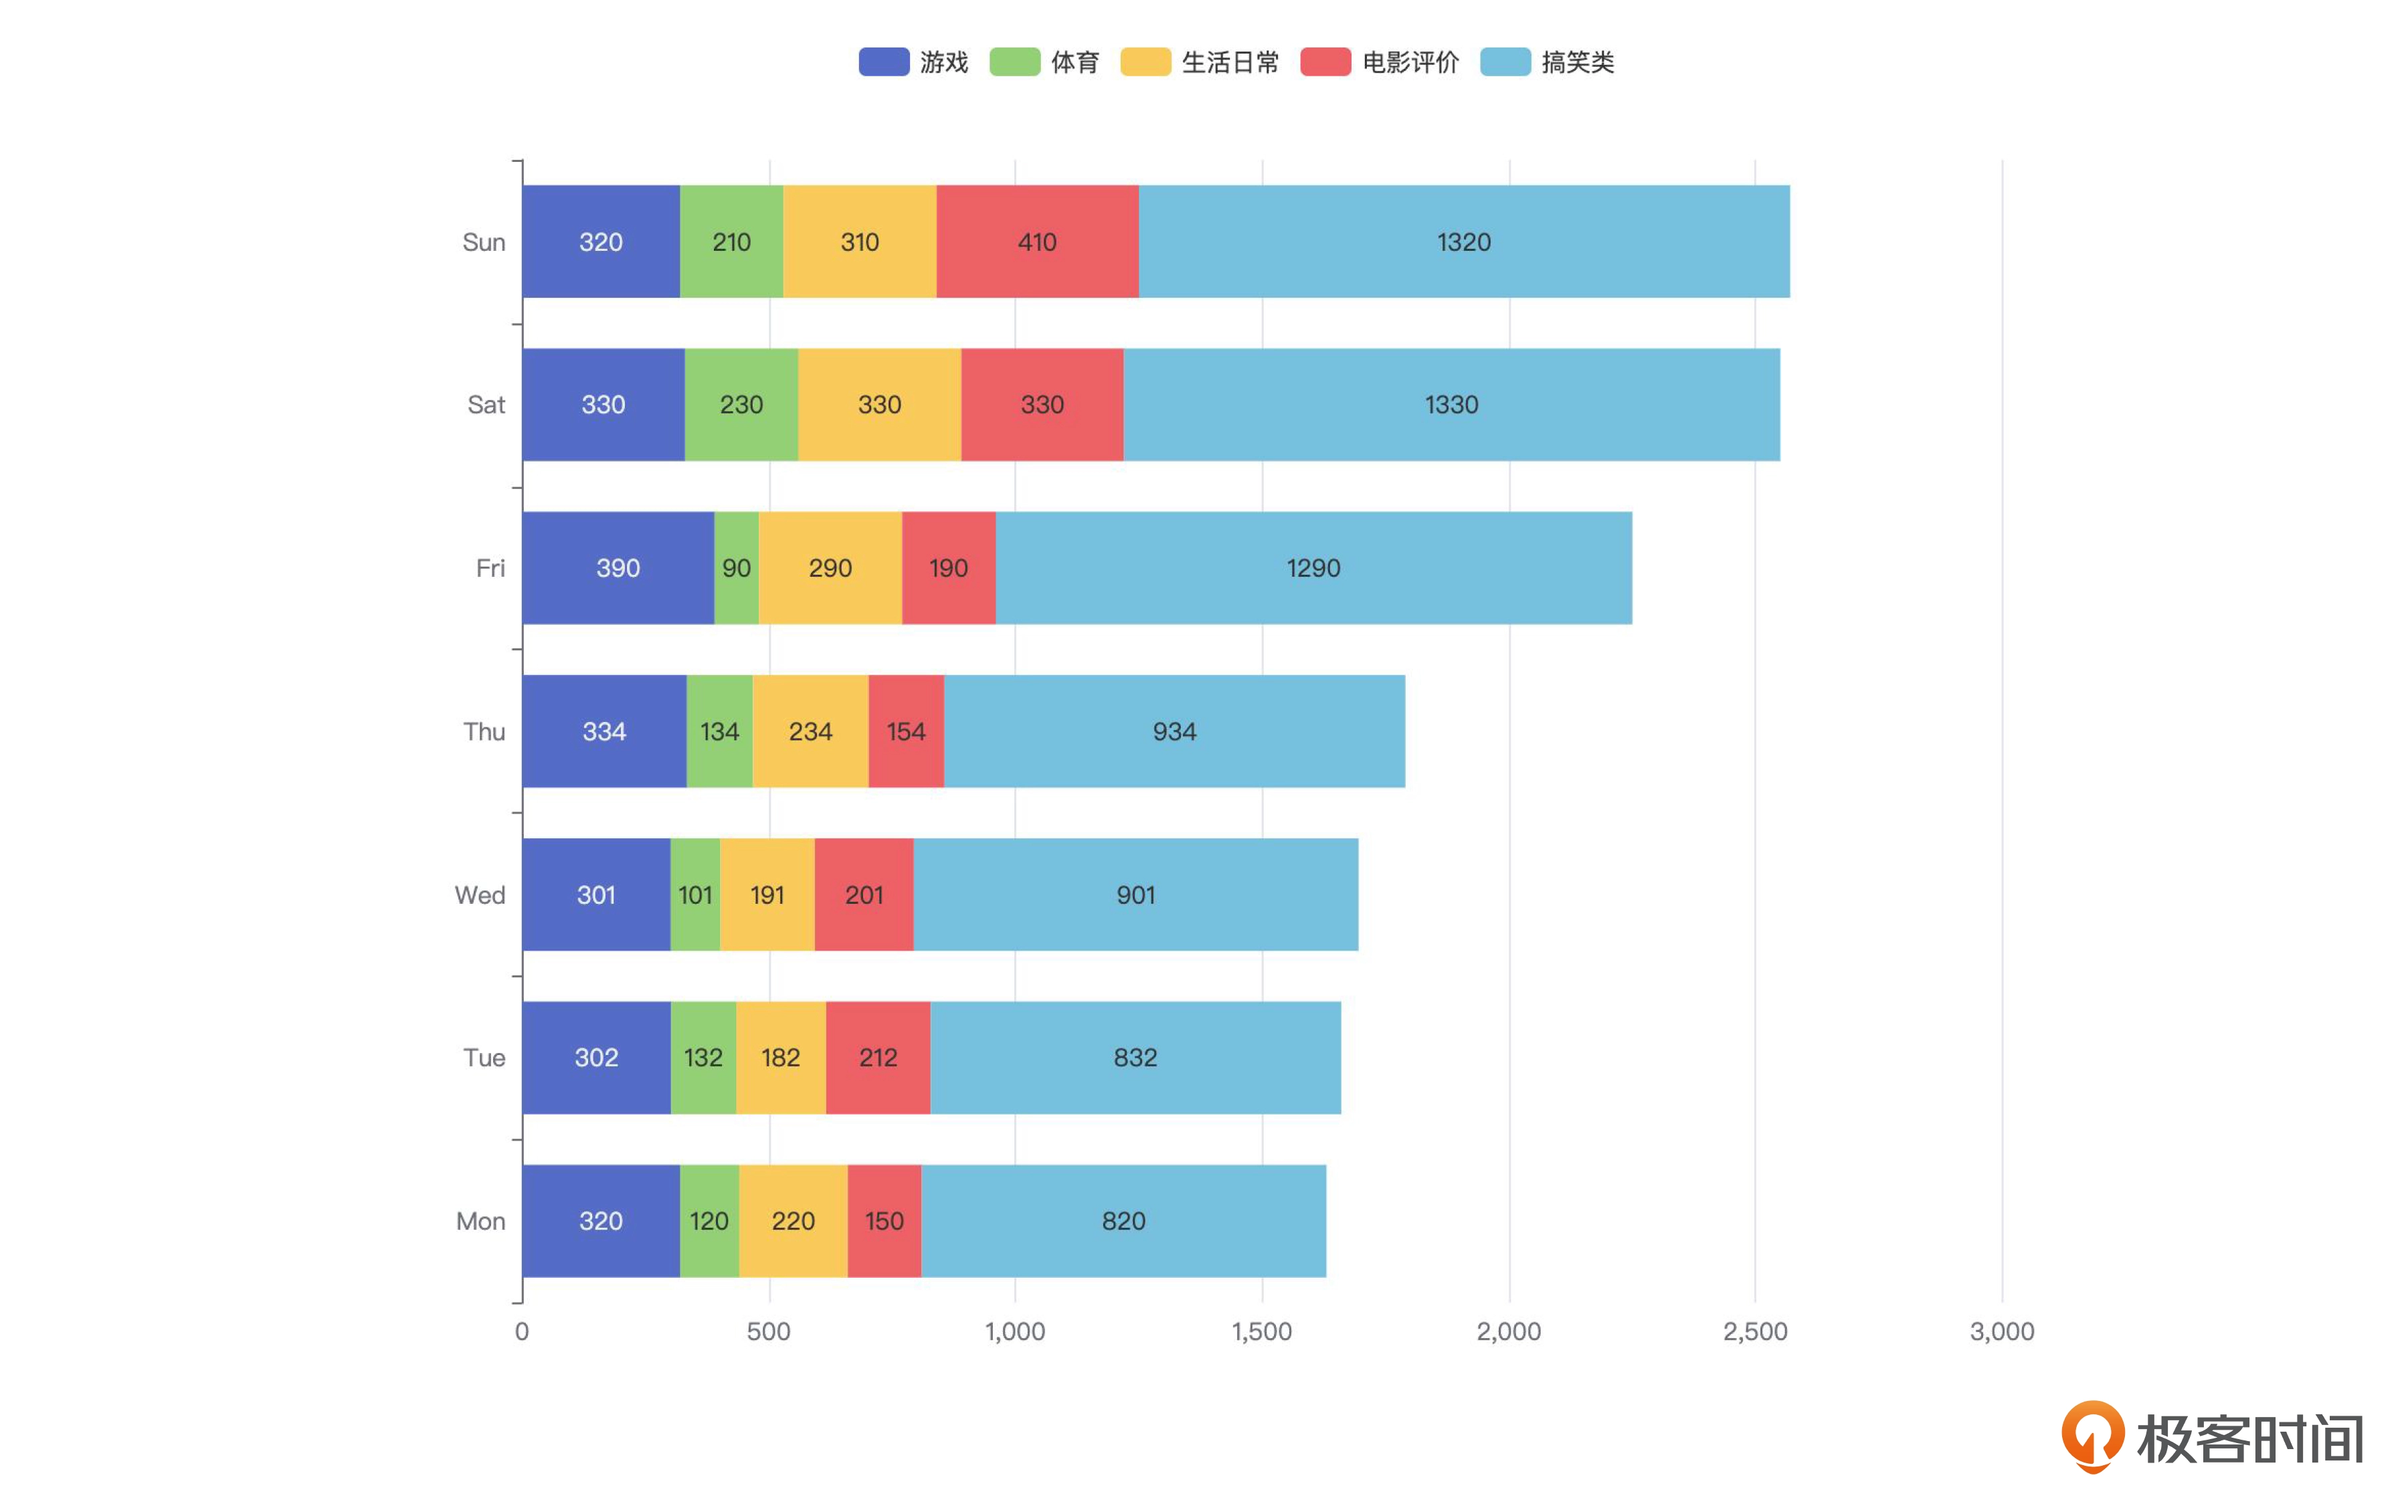 游戏 体育 生活日常 电影评价 搞笑类
Sun 320 210 310 410 1320
Sat 330 230 330 330 1330
Fri 390 90 290 190 1290
Thu 334 134 234 154 934
Wed 301 101 191 201 901
Tue 302 132 182 212 832
Mon 320 120 220 150 820
0 500 1,000 1,500 2,000 2,500 3,000
极客时间